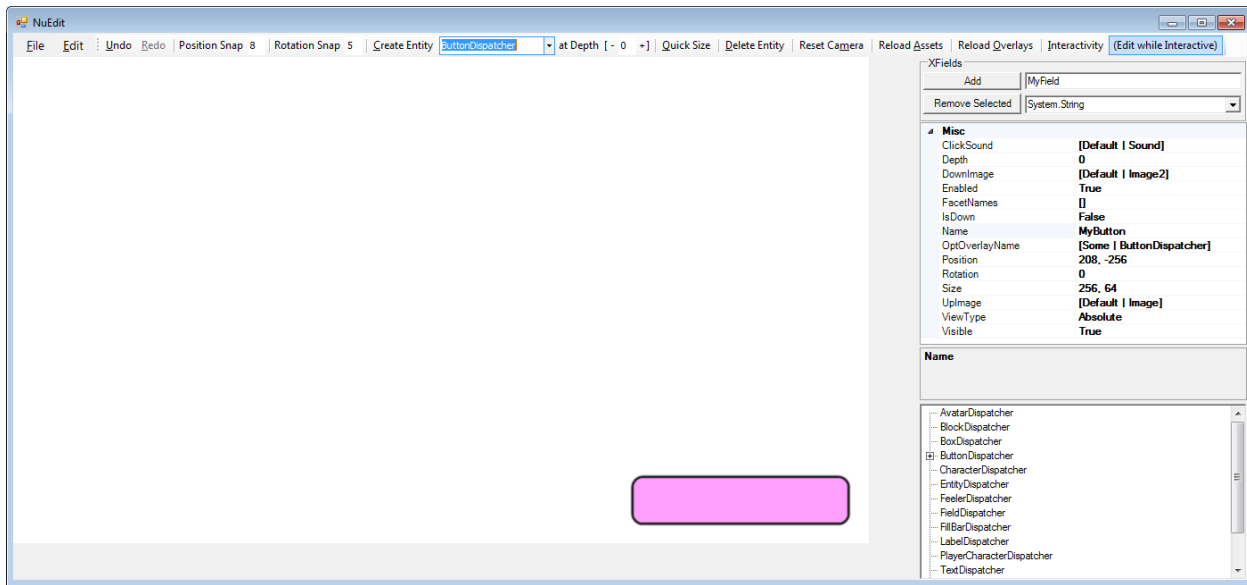 NuEdit
File Edit Undo Redo Position Snap 8 Rotation Snap 5 Create Entity ButtonDispatcher at Depth [ - 0 +] Quick Size Delete Entity Reset Camera Reload Assets Reload Overlays Interactivity (Edit while Interactive)
XFields
Add MyField
Remove Selected System.String
Misc
ClickSound [Default | Sound]
Depth 0
DownImage [Default | Image2]
Enabled True
FacetNames []
IsDown False
Name MyButton
OptOverlayName [Some | ButtonDispatcher]
Position 208, -256
Rotation 0
Size 256, 64
UpImage [Default | Image]
ViewType Absolute
Visible True
Name
AvatarDispatcher
BlockDispatcher
BoxDispatcher
ButtonDispatcher
CharacterDispatcher
EntityDispatcher
FeelerDispatcher
FieldDispatcher
FillBarDispatcher
LabelDispatcher
PlayerCharacterDispatcher
TextDispatcher